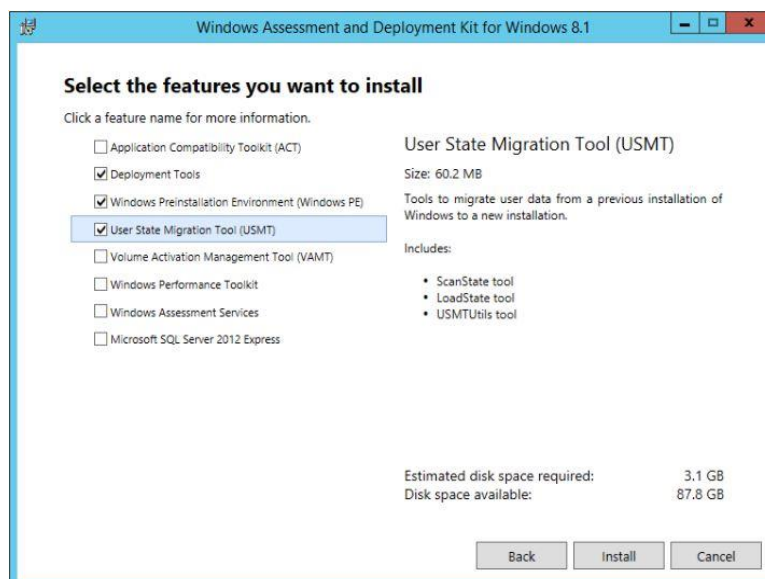 Windows Assessment and Deployment Kit for Windows 8.1
Select the features you want to install
Click a feature name for more information.
Application Compatibility Toolkit (ACT)
Deployment Tools
Windows Preinstallation Environment (Windows PE)
User State Migration Tool (USMT)
Volume Activation Management Tool (VAMT)
Windows Performance Toolkit
Windows Assessment Services
Microsoft SQL Server 2012 Express
User State Migration Tool (USMT)
Size: 60.2 MB
Tools to migrate user data from a previous installation of
Windows to a new installation.
Includes:
• ScanState tool
• LoadState tool
• USMTUtils tool
Estimated disk space required: 3.1 GB
Disk space available: 87.8 GB
Back Install Cancel